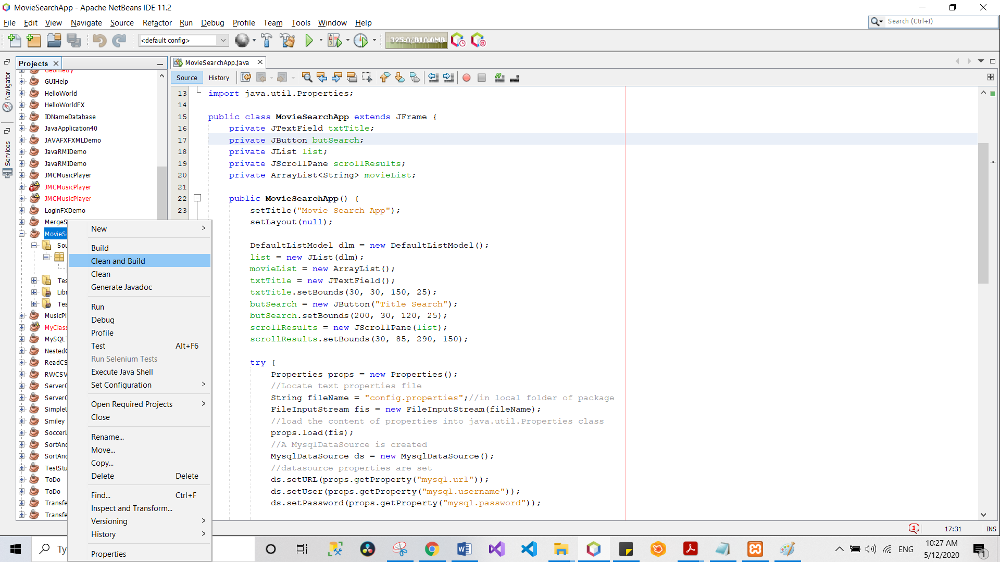 MovieSearchApp - Apache NetBeans IDE 11.2
File Edit View Navigate Source Refactor Run Debug Profile Team Tools Window Help
Search (Ctrl+I)
<default config>
325.0/810.0MB
Projects
MovieSearchApp.java
Navigator
Services
Source History
Geometry
GUIHelp
HelloWorld
HelloWorldFX
IDNameDatabase
JavaApplication40
JAVAFXFXMLDemo
JavaRMIDemo
JavaRMIDemo
JMCMusicPlayer
JMCMusicPlayer
JMCMusicPlayer
LoginFXDemo
MergeS
MovieSe
Sou
Tes
Libr
Tes
MusicPl
MyClass
MySQLT
NestedC
ReadCS
RWCSV
ServerC
ServerC
SimpleU
Smiley
SoccerL
SortAnd
SortAnd
TestStu
ToDo
ToDo
Transfe
Transfe
New
Build
Clean and Build
Clean
Generate Javadoc
Run
Debug
Profile
Test Alt+F6
Run Selenium Tests
Execute Java Shell
Set Configuration
Open Required Projects
Close
Rename...
Move...
Copy...
Delete Delete
Find... Ctrl+F
Inspect and Transform...
Versioning
History
Properties
13 import java.util.Properties;
14
15 public class MovieSearchApp extends JFrame {
16 private JTextField txtTitle;
17 private JButton butSearch;
18 private JList list;
19 private JScrollPane scrollResults;
20 private ArrayList<String> movieList;
21
22 public MovieSearchApp() {
23 setTitle("Movie Search App");
setLayout(null);
DefaultListModel dlm = new DefaultListModel();
list = new JList(dlm);
movieList = new ArrayList();
txtTitle = new JTextField();
txtTitle.setBounds(30, 30, 150, 25);
butSearch = new JButton("Title Search");
butSearch.setBounds(200, 30, 120, 25);
scrollResults = new JScrollPane(list);
scrollResults.setBounds(30, 85, 290, 150);
try {
Properties props = new Properties();
//Locate text properties file
String fileName = "config.properties";//in local folder of package
FileInputStream fis = new FileInputStream(fileName);
//load the content of properties into java.util.Properties class
props.load(fis);
//A MysqlDataSource is created
MysqlDataSource ds = new MysqlDataSource();
//datasource properties are set
ds.setURL(props.getProperty("mysql.url"));
ds.setUser(props.getProperty("mysql.username"));
ds.setPassword(props.getProperty("mysql.password"));
1
17:31 INS
Ty
ENG
10:27 AM
5/12/2020
1